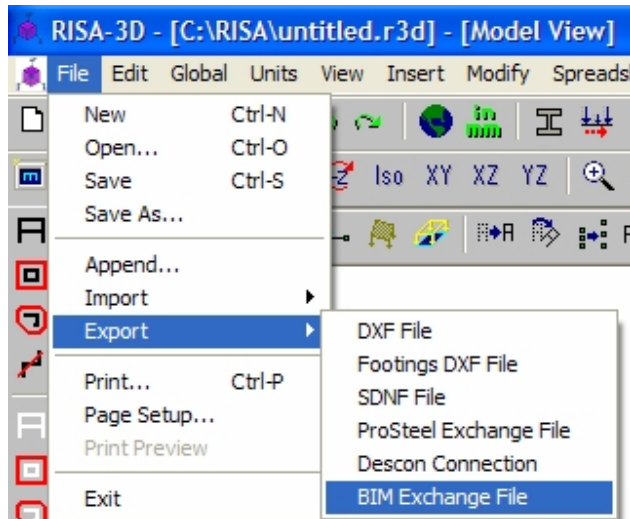 RISA-3D - [C:\RISA\untitled.r3d] - [Model View]
File Edit Global Units View Insert Modify Spreads
New Ctrl-N
in
mm
Open... Ctrl-O
Save Ctrl-S
Iso XY XZ YZ
Save As...
Append...
Import
Export
DXF File
Footings DXF File
SDNF File
ProSteel Exchange File
Descon Connection
BIM Exchange File
Print... Ctrl-P
Page Setup...
Print Preview
Exit